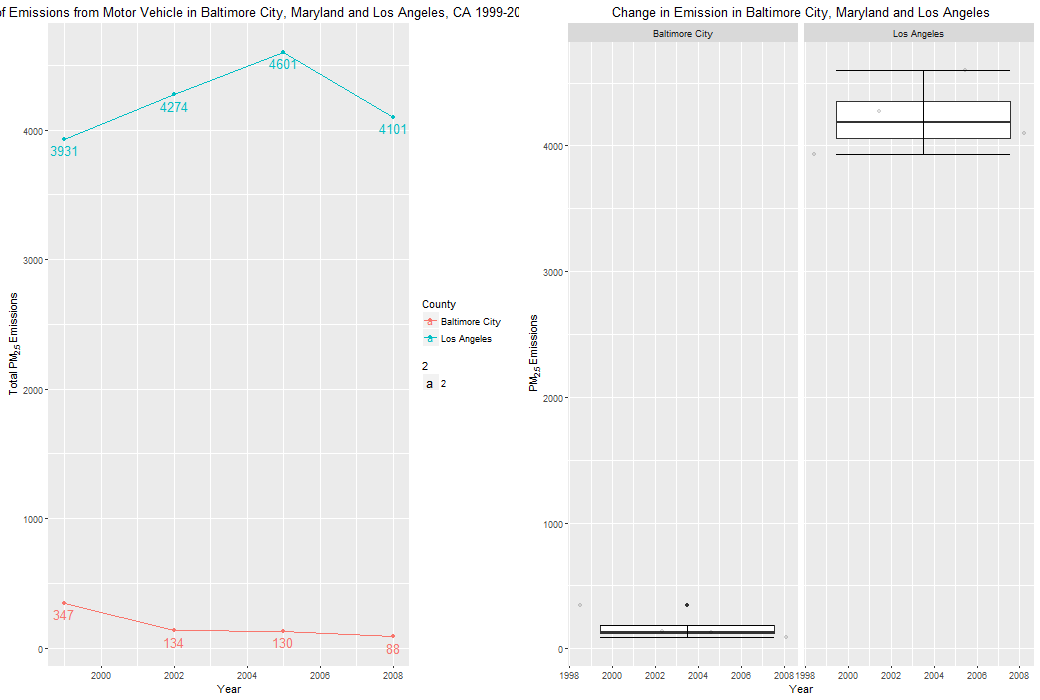 of Emissions from Motor Vehicle in Baltimore City, Maryland and Los Angeles, CA 1999-20
Total PM2.5 Emissions
4000
3000
2000
1000
0
3931
4274
4601
4101
347
134
130
88
2000
2002
2004
2006
2008
Year
County
a Baltimore City
a Los Angeles
2
a 2
Change in Emission in Baltimore City, Maryland and Los Angeles
Baltimore City
Los Angeles
PM2.5 Emissions
4000
3000
2000
1000
0
1998 2000 2002 2004 2006 2008
1998 2000 2002 2004 2006 2008
Year